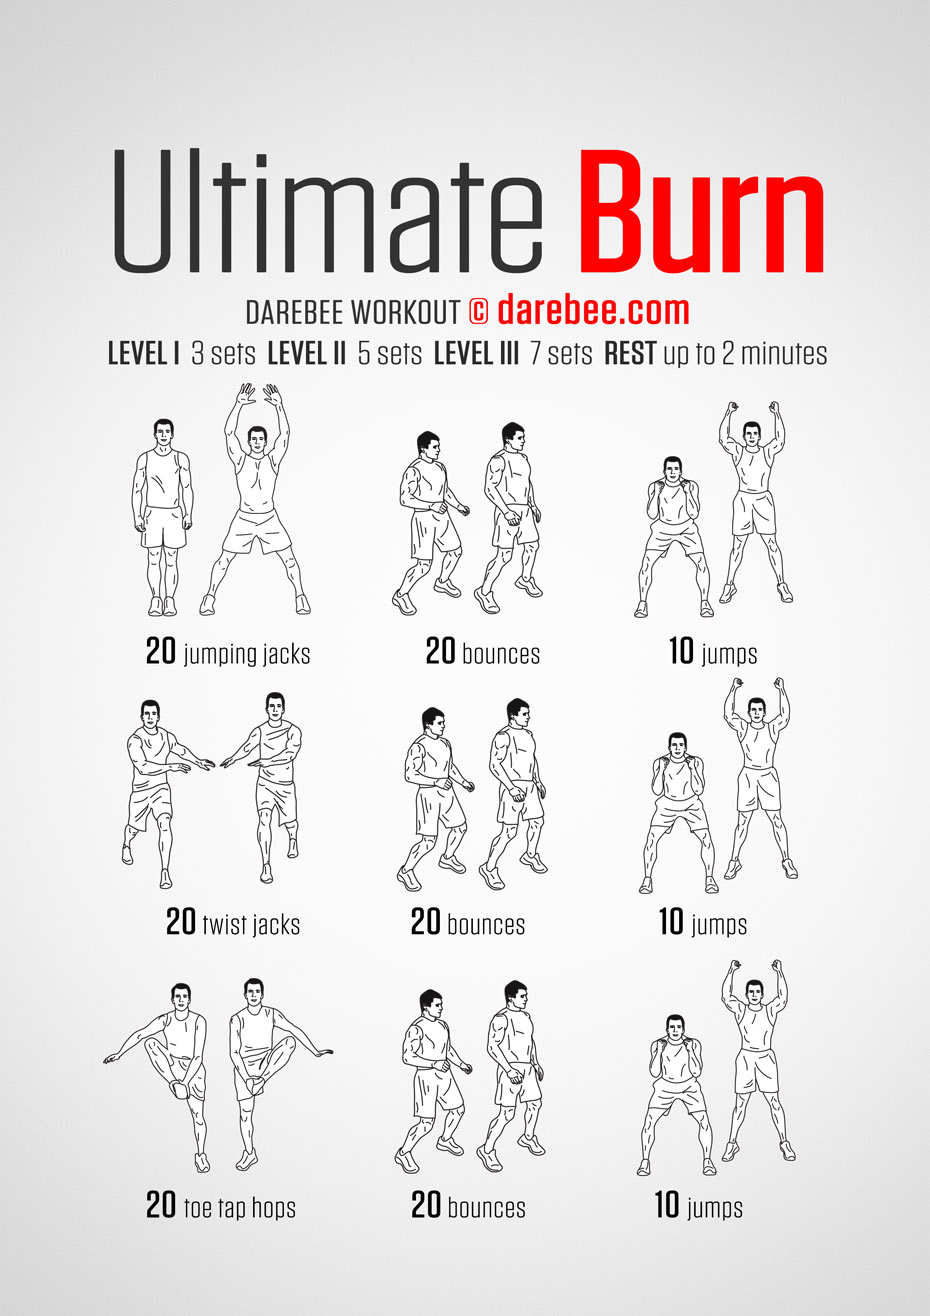 Ultimate Burn
DAREBEE WORKOUT © darebee.com
LEVEL I 3 sets LEVEL II 5 sets LEVEL III 7 sets REST up to 2 minutes
20 jumping jacks
20 bounces
10 jumps
20 twist jacks
20 bounces
10 jumps
20 toe tap hops
20 bounces
10 jumps